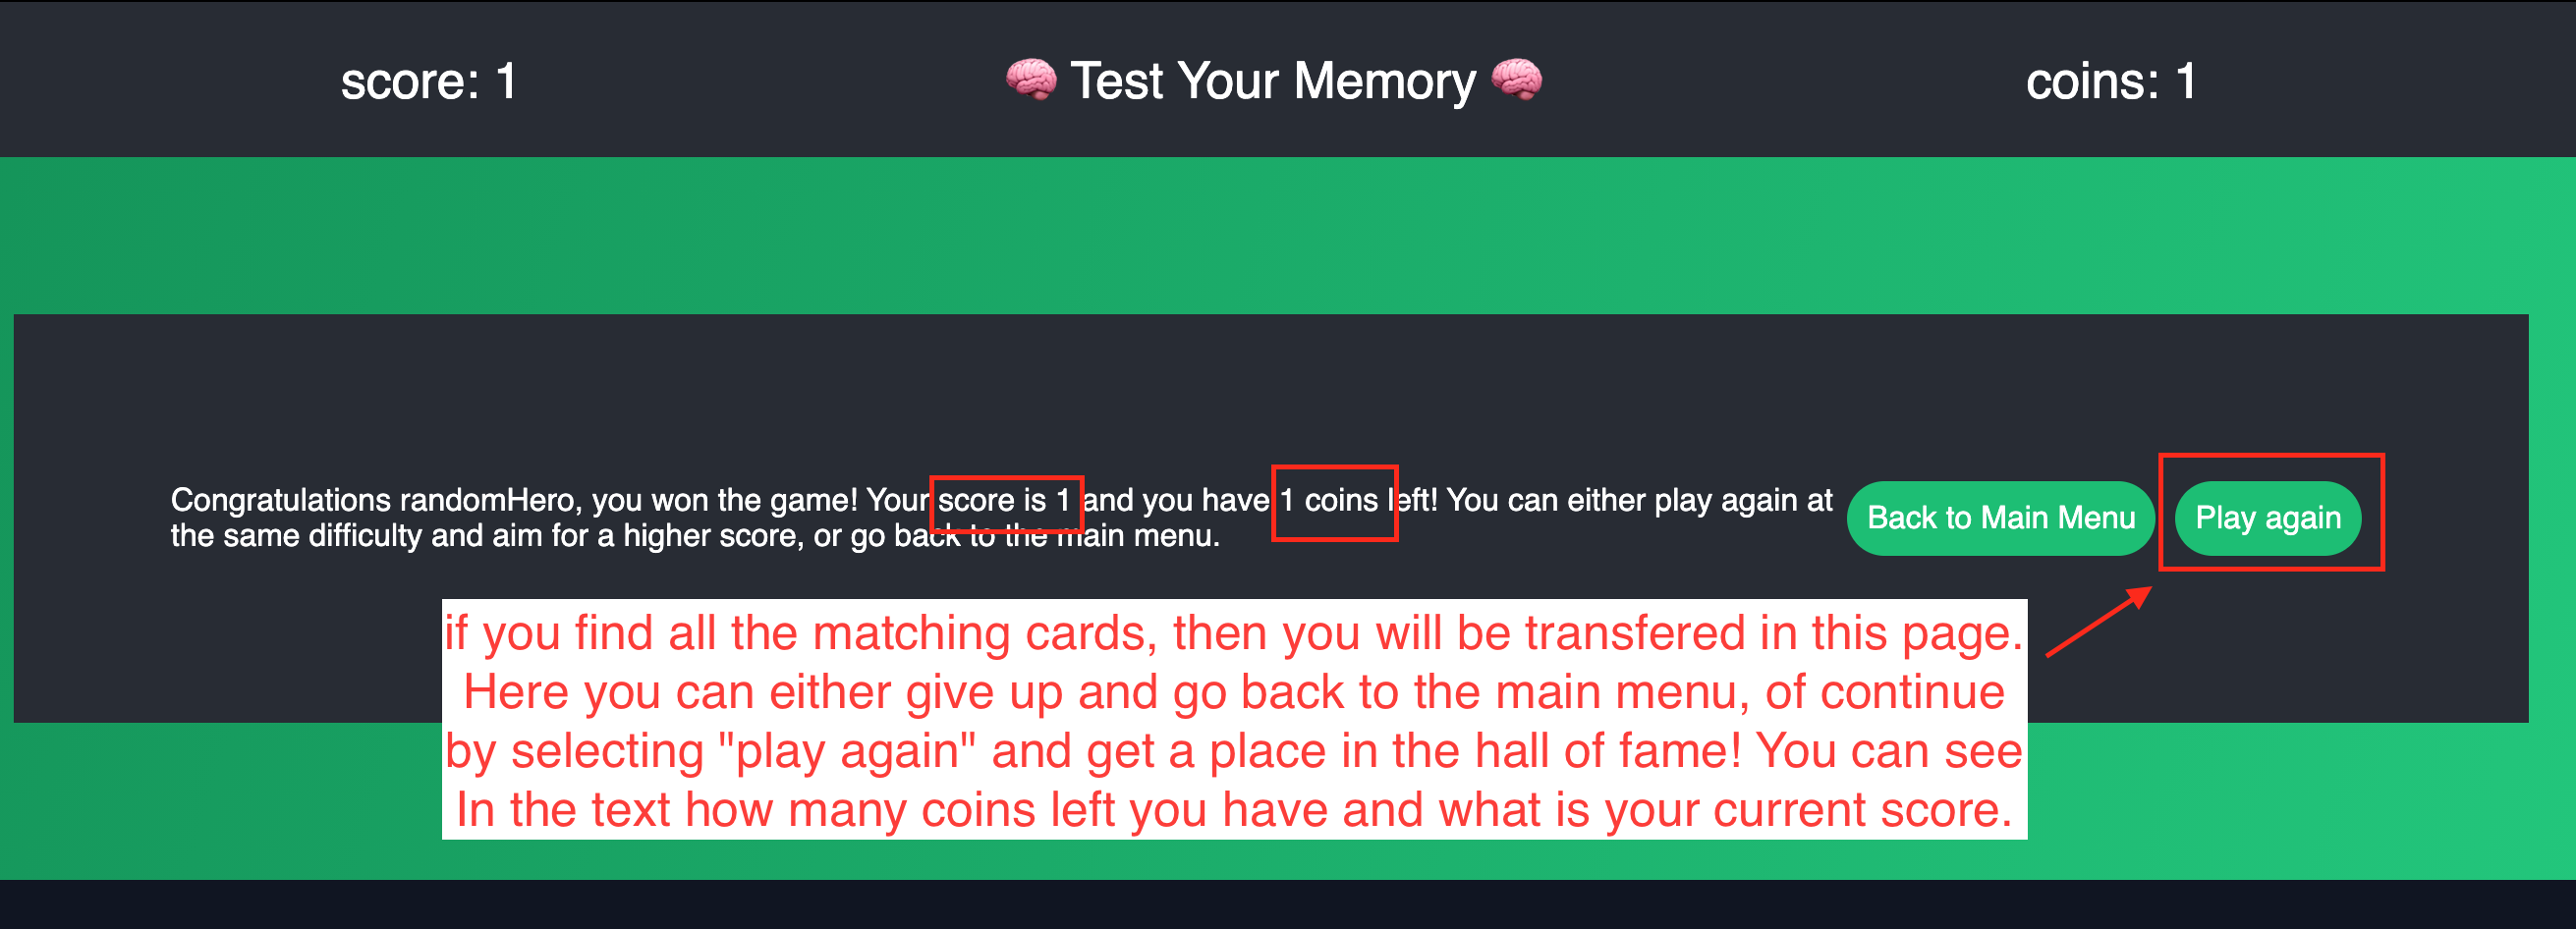 score: 1
🧠 Test Your Memory 🧠
coins: 1
Congratulations randomHero, you won the game! Your score is 1 and you have 1 coins left! You can either play again at
the same difficulty and aim for a higher score, or go back to the main menu.
Back to Main Menu
Play again
if you find all the matching cards, then you will be transfered in this page.
Here you can either give up and go back to the main menu, of continue
by selecting "play again" and get a place in the hall of fame! You can see
In the text how many coins left you have and what is your current score.